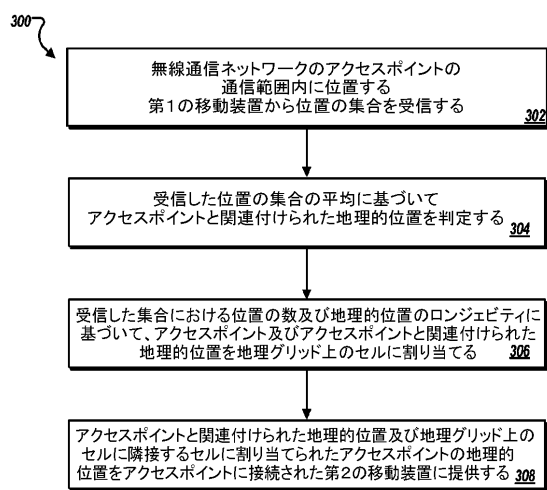 300
無線通信ネットワークのアクセスポイントの
通信範囲内に位置する
第1の移動装置から位置の集合を受信する
302
受信した位置の集合の平均に基づいて
アクセスポイントと関連付けられた地理的位置を判定する
304
受信した集合における位置の数及び地理的位置のロンジェビティに
基づいて、アクセスポイント及びアクセスポイントと関連付けられた
地理的位置を地理グリッド上のセルに割り当てる
306
アクセスポイントと関連付けられた地理的位置及び地理グリッド上の
セルに隣接するセルに割り当てられたアクセスポイントの地理的
位置をアクセスポイントに接続された第2の移動装置に提供する
308